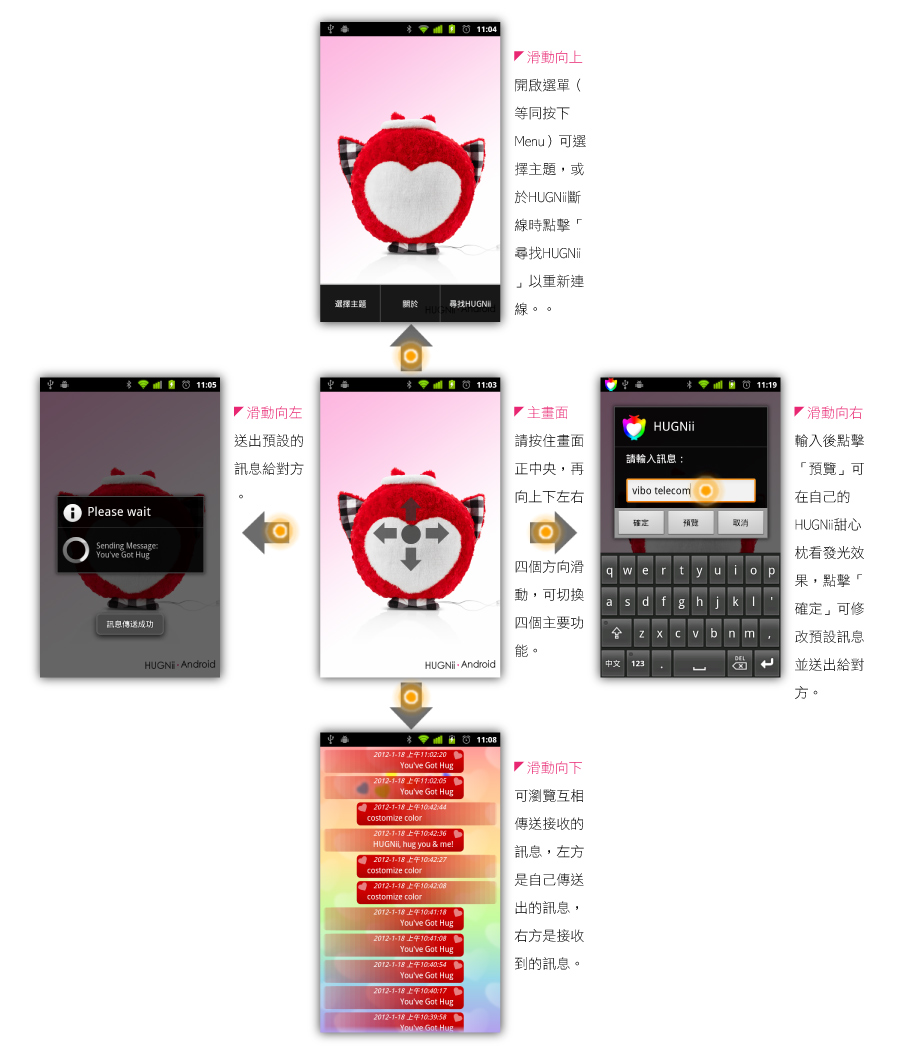 11:04
選擇主題
關於
尋找HUGNii
HUGNii · Android
滑動向上
開啟選單（
等同按下
Menu）可選
擇主題，或
於HUGNii斷
線時點擊「
尋找HUGNii
」以重新連
線。。
11:05
Please wait
Sending Message:
You've Got Hug
訊息傳送成功
HUGNii · Android
滑動向左
送出預設的
訊息給對方
。
11:03
HUGNii · Android
主畫面
請按住畫面
正中央，再
向上下左右
四個方向滑
動，可切換
四個主要功
能。
11:19
HUGNii
請輸入訊息：
vibo telecom
確定
預覽
取消
q w e r t y u i o p
a s d f g h j k l '
z x c v b n m ,
中文 123 . DEL
滑動向右
輸入後點擊
「預覽」可
在自己的
HUGNii甜心
枕看發光效
果，點擊「
確定」可修
改預設訊息
並送出給對
方。
11:08
2012-1-18 上午11:02:20
You've Got Hug
2012-1-18 上午11:02:05
You've Got Hug
2012-1-18 上午10:42:44
costomize color
2012-1-18 上午10:42:36
HUGNii, hug you & me!
2012-1-18 上午10:42:27
costomize color
2012-1-18 上午10:42:08
costomize color
2012-1-18 上午10:41:18
You've Got Hug
2012-1-18 上午10:41:08
You've Got Hug
2012-1-18 上午10:40:54
You've Got Hug
2012-1-18 上午10:40:17
You've Got Hug
2012-1-18 上午10:39:58
You've Got Hug
滑動向下
可瀏覽互相
傳送接收的
訊息，左方
是自己傳送
出的訊息，
右方是接收
到的訊息。